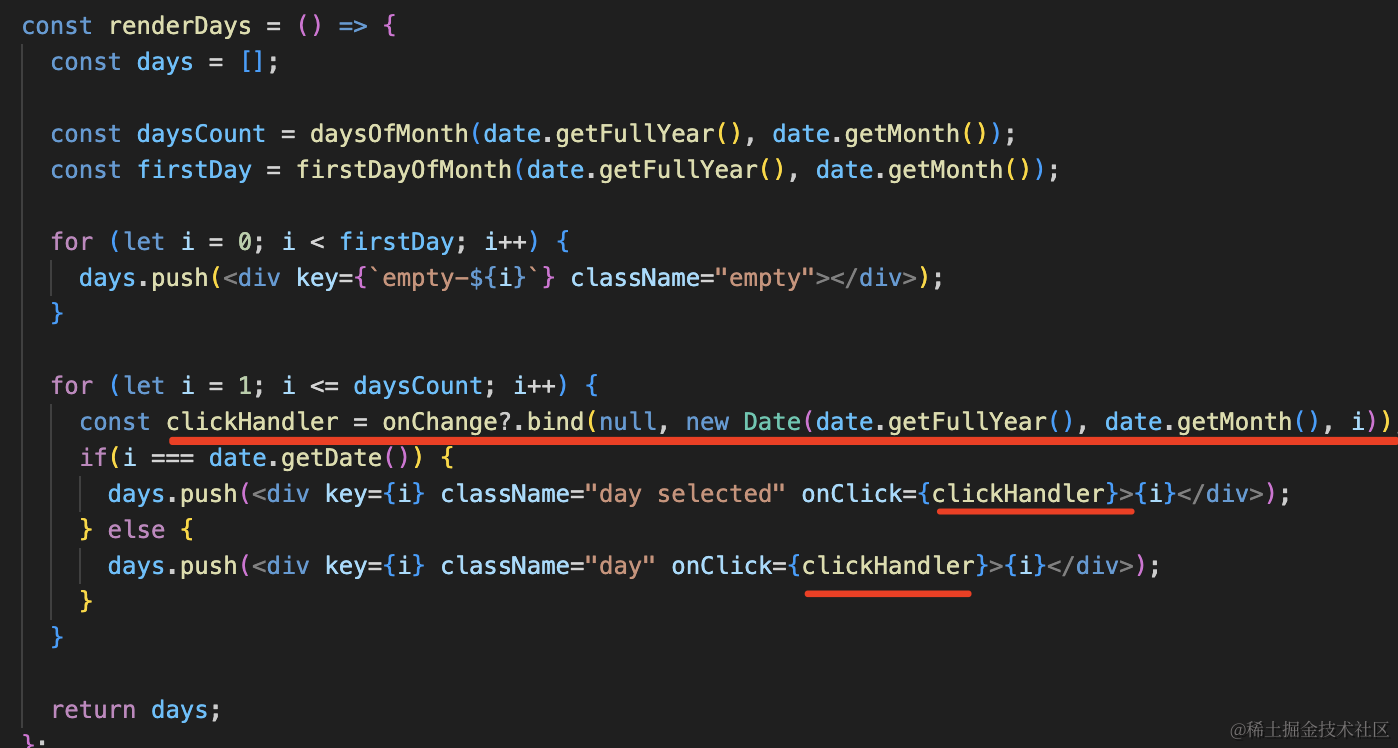 const renderDays = () => {
  const days = [];

  const daysCount = daysOfMonth(date.getFullYear(), date.getMonth());
  const firstDay = firstDayOfMonth(date.getFullYear(), date.getMonth());

  for (let i = 0; i < firstDay; i++) {
    days.push(<div key={`empty-${i}`} className="empty"></div>);
  }

  for (let i = 1; i <= daysCount; i++) {
    const clickHandler = onChange?.bind(null, new Date(date.getFullYear(), date.getMonth(), i))
    if(i === date.getDate()) {
      days.push(<div key={i} className="day selected" onClick={clickHandler}>{i}</div>);
    } else {
      days.push(<div key={i} className="day" onClick={clickHandler}>{i}</div>);
    }
  }

  return days;
};
@稀土掘金技术社区